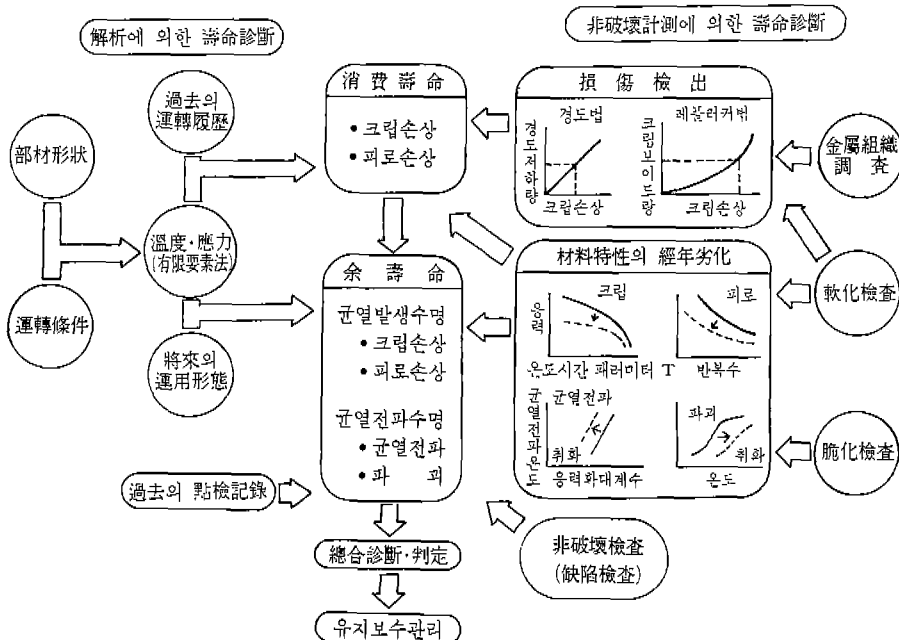 解析에 의한 壽命診斷
非破壞計測에 의한 壽命診斷
部材形狀
運轉條件
過去의
運轉履歷
溫度·應力
(有限要素法)
將來의
運用形態
過去의 點檢記錄
消費壽命
• 크립손상
• 피로손상
余壽命
균열발생수명
• 크립손상
• 피로손상
균열전파수명
• 균열전파
• 파괴
總合診斷·判定
유지보수관리
損傷檢出
경도법
경도저하량
크립손상
레플러커법
크립보이드량
크립손상
材料特性의 經年劣化
크립
응력
온도시간 패러미터 T
피로
반복수
균열전파
균열전파온도
취화
응력확대계수
파괴
취화
온도
金屬組織
調査
軟化檢査
脆化檢査
非破壞檢査
(缺陷檢査)